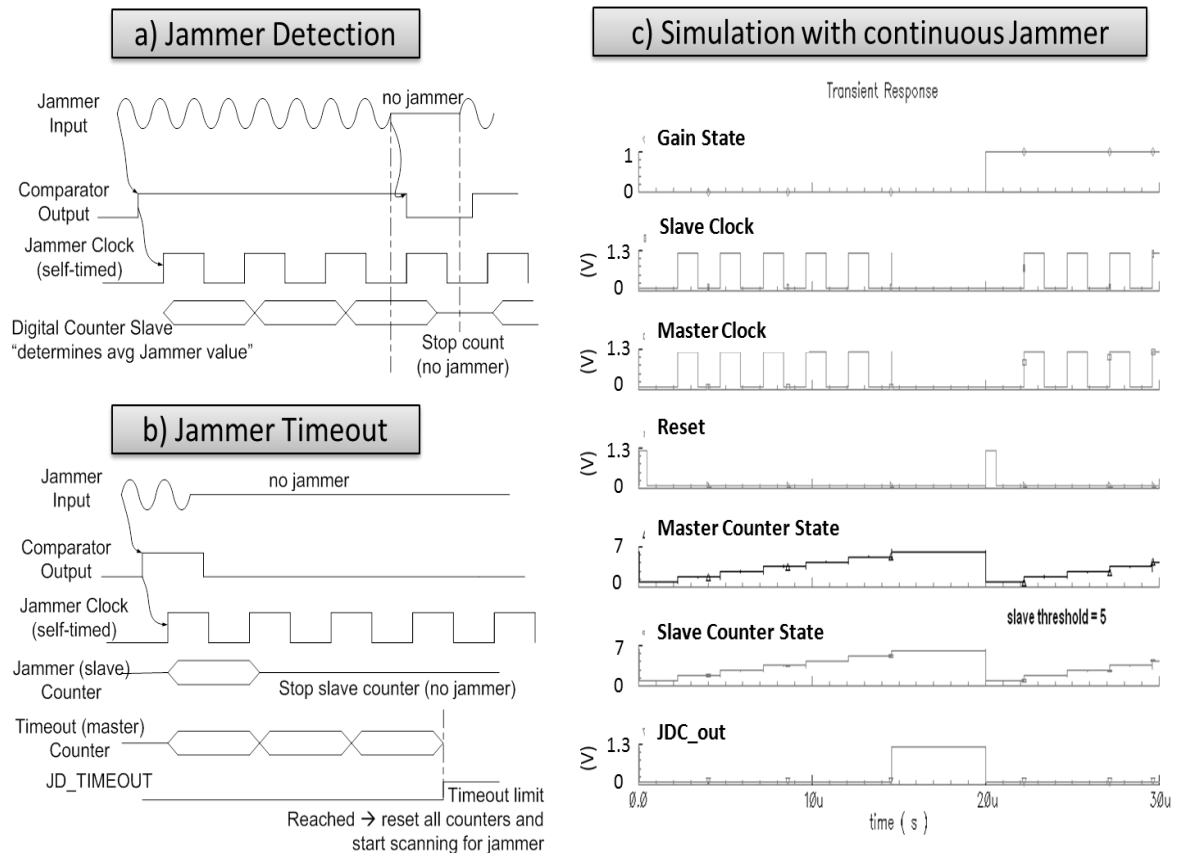 a) Jammer Detection
Jammer
Input
no jammer
Comparator
Output
Jammer Clock
(self-timed)
Digital Counter Slave
“determines avg Jammer value”
Stop count
(no jammer)
b) Jammer Timeout
Jammer
Input
no jammer
Comparator
Output
Jammer Clock
(self-timed)
Jammer (slave)
Counter
Stop slave counter (no jammer)
Timeout (master)
Counter
JD_TIMEOUT
Timeout limit
Reached → reset all counters and
start scanning for jammer
c) Simulation with continuous Jammer
Transient Response
Gain State
1
0
Slave Clock
1.3
(V)
0
Master Clock
1.3
(V)
0
Reset
1.3
(V)
0
Master Counter State
7
0
slave threshold = 5
Slave Counter State
7
0
JDC_out
1.3
(V)
0
0.0 10u 20u 30u
time ( s )